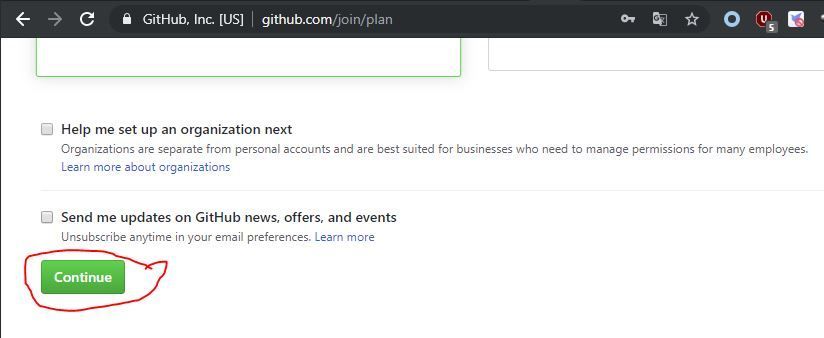 GitHub, Inc. [US] | github.com/join/plan
5
Help me set up an organization next
Organizations are separate from personal accounts and are best suited for businesses who need to manage permissions for many employees.
Learn more about organizations
Send me updates on GitHub news, offers, and events
Unsubscribe anytime in your email preferences. Learn more
Continue